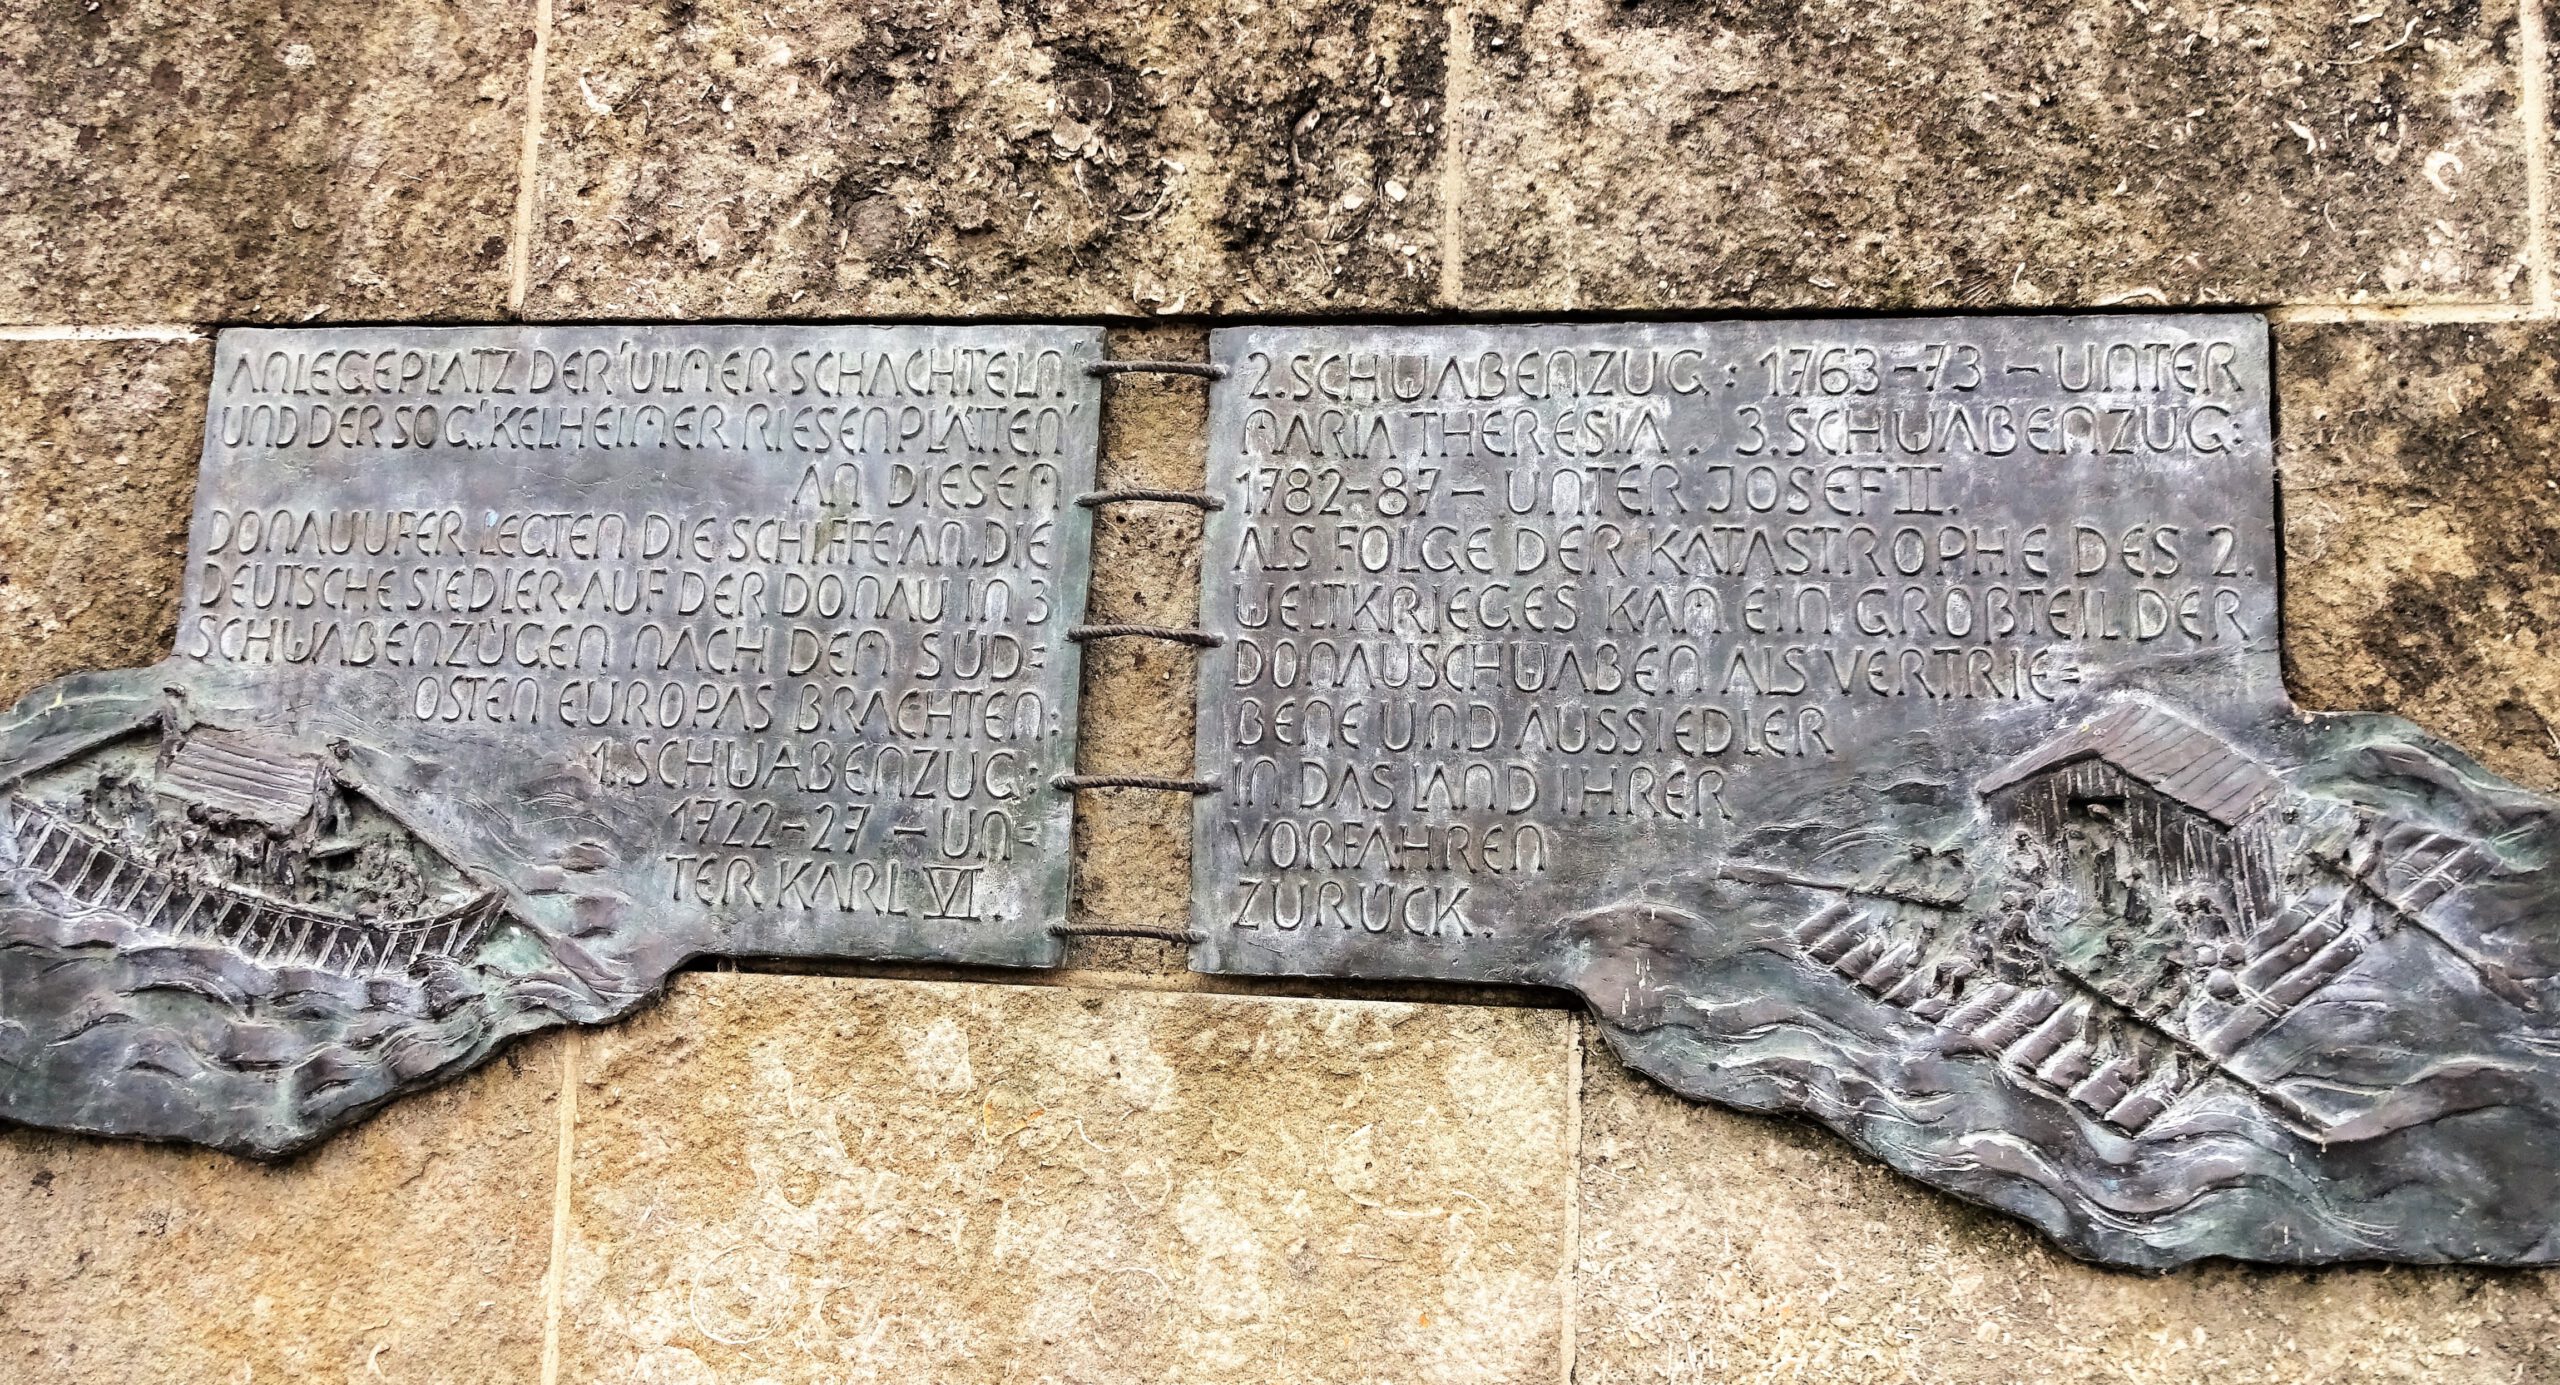 ANLEGEPLATZ DER "ULMER SCHACHTELN"
UND DER SOG. "KELHEIMER RIESENPLÄTTEN"
AN DIESEM
DONAUUFER LEGTEN DIE SCHIFFE AN, DIE
DEUTSCHE SIEDLER AUF DER DONAU IN 3
SCHWABENZÜGEN NACH DEM SÜD=
OSTEN EUROPAS BRACHTEN:
1. SCHWABENZUG:
1722-27 - UN=
TER KARL VI.
2. SCHWABENZUG: 1763-73 - UNTER
MARIA THERESIA. 3. SCHWABENZUG:
1782-87 - UNTER JOSEF II.
ALS FOLGE DER KATASTROPHE DES 2.
WELTKRIEGES KAM EIN GROßTEIL DER
DONAUSCHWABEN ALS VERTRIE=
BENE UND AUSSIEDLER
IN DAS LAND IHRER
VORFAHREN
ZURÜCK.